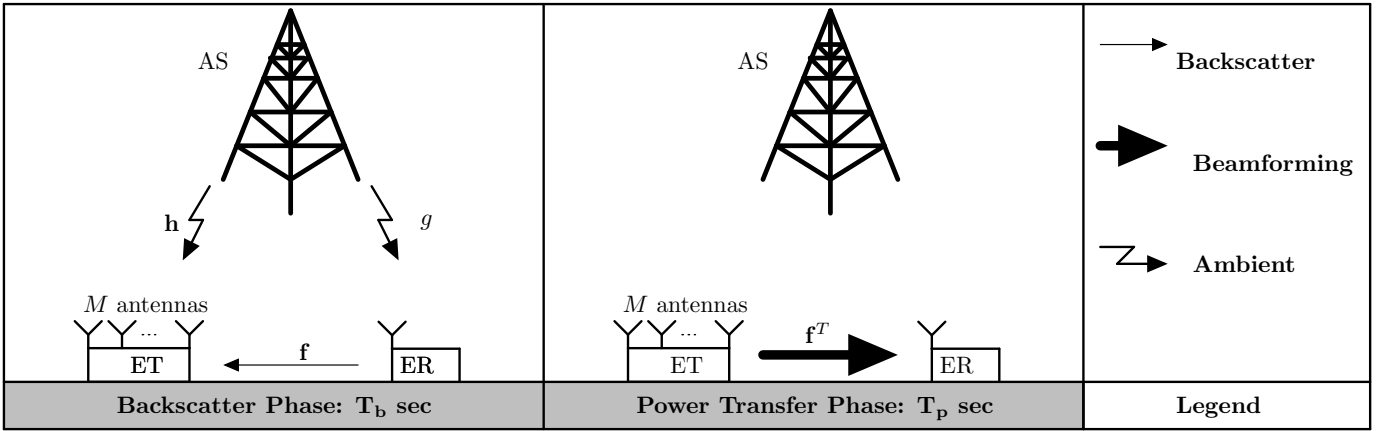 AS
h
g
M antennas
...
ET
f
ER
Backscatter Phase: T_b sec
AS
M antennas
...
ET
f^T
ER
Power Transfer Phase: T_p sec
Backscatter
Beamforming
Ambient
Legend